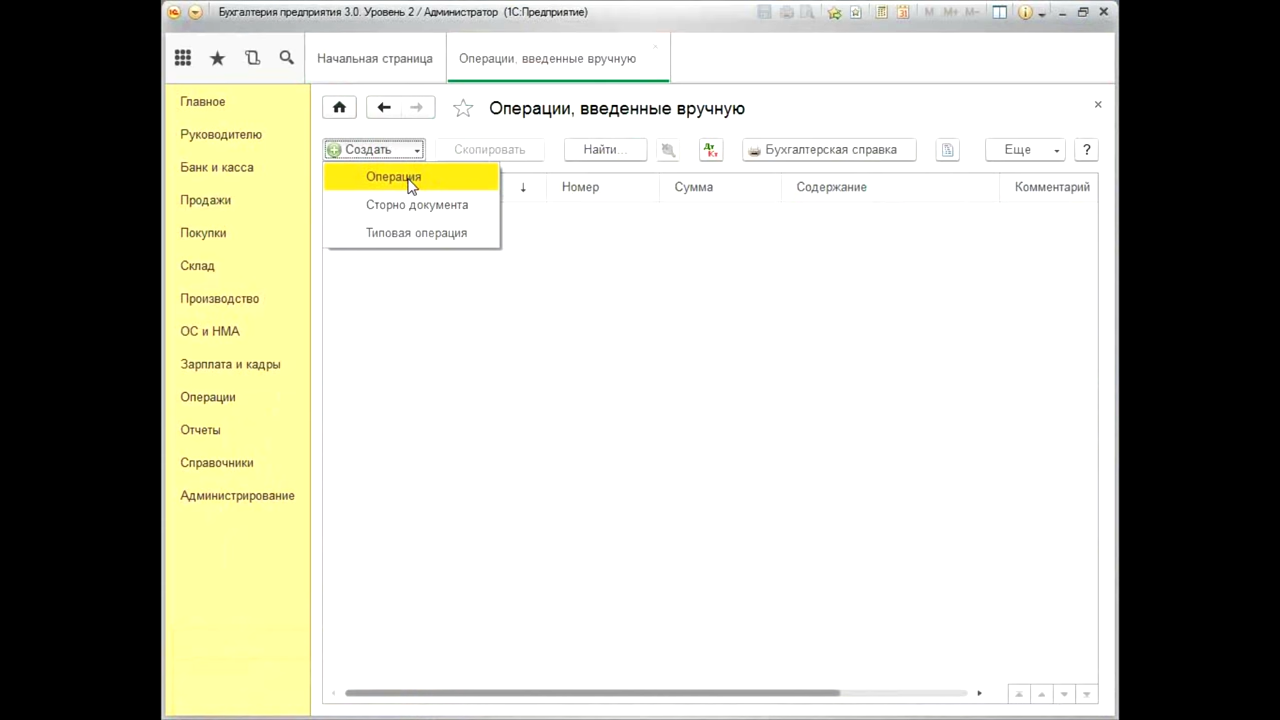 Бухгалтерия предприятия 3.0. Уровень 2 / Администратор (1С:Предприятие)
M M+ M-
Начальная страница
Операции, введенные вручную
Главное
Руководителю
Банк и касса
Продажи
Покупки
Склад
Производство
ОС и НМА
Зарплата и кадры
Операции
Отчеты
Справочники
Администрирование
Операции, введенные вручную
Создать
Скопировать
Найти...
Дт Кт
Бухгалтерская справка
Еще
?
Операция
Сторно документа
Типовая операция
Номер
Сумма
Содержание
Комментарий